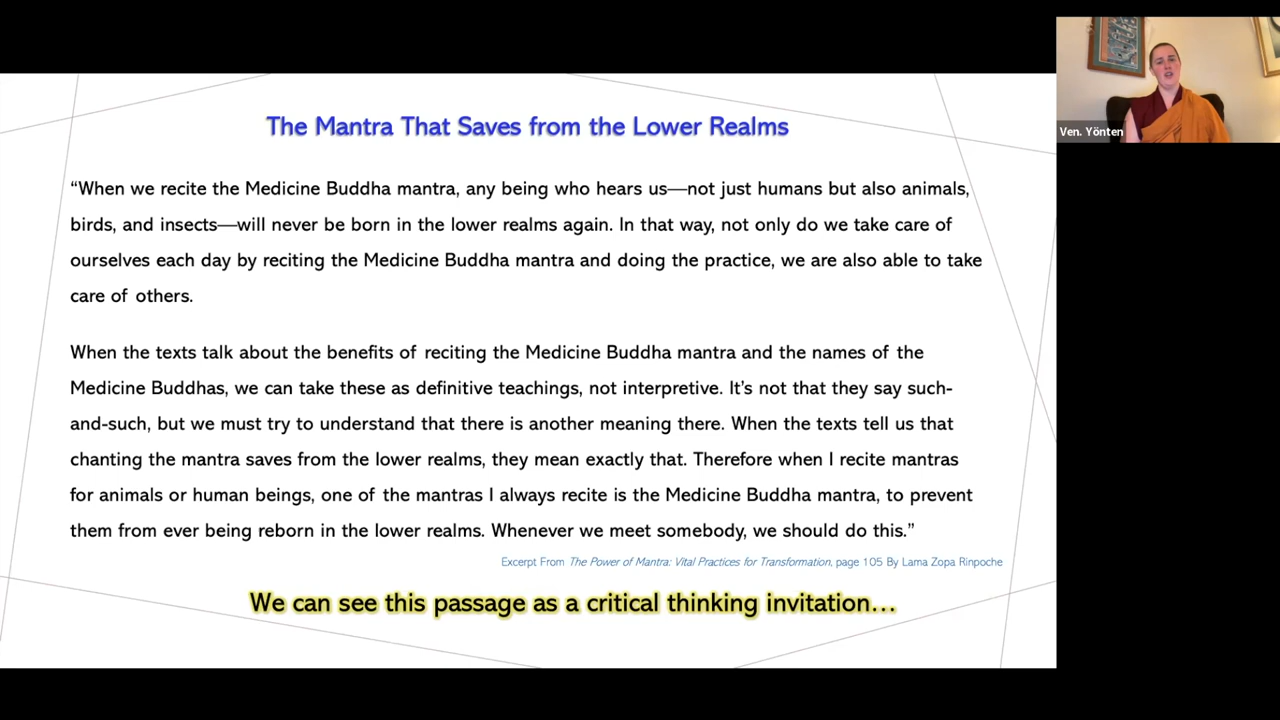 The Mantra That Saves from the Lower Realms
“When we recite the Medicine Buddha mantra, any being who hears us—not just humans but also animals,
birds, and insects—will never be born in the lower realms again. In that way, not only do we take care of
ourselves each day by reciting the Medicine Buddha mantra and doing the practice, we are also able to take
care of others.
When the texts talk about the benefits of reciting the Medicine Buddha mantra and the names of the
Medicine Buddhas, we can take these as definitive teachings, not interpretive. It’s not that they say such-
and-such, but we must try to understand that there is another meaning there. When the texts tell us that
chanting the mantra saves from the lower realms, they mean exactly that. Therefore when I recite mantras
for animals or human beings, one of the mantras I always recite is the Medicine Buddha mantra, to prevent
them from ever being reborn in the lower realms. Whenever we meet somebody, we should do this.”
Excerpt From The Power of Mantra: Vital Practices for Transformation, page 105 By Lama Zopa Rinpoche
We can see this passage as a critical thinking invitation…
Ven. Yönten